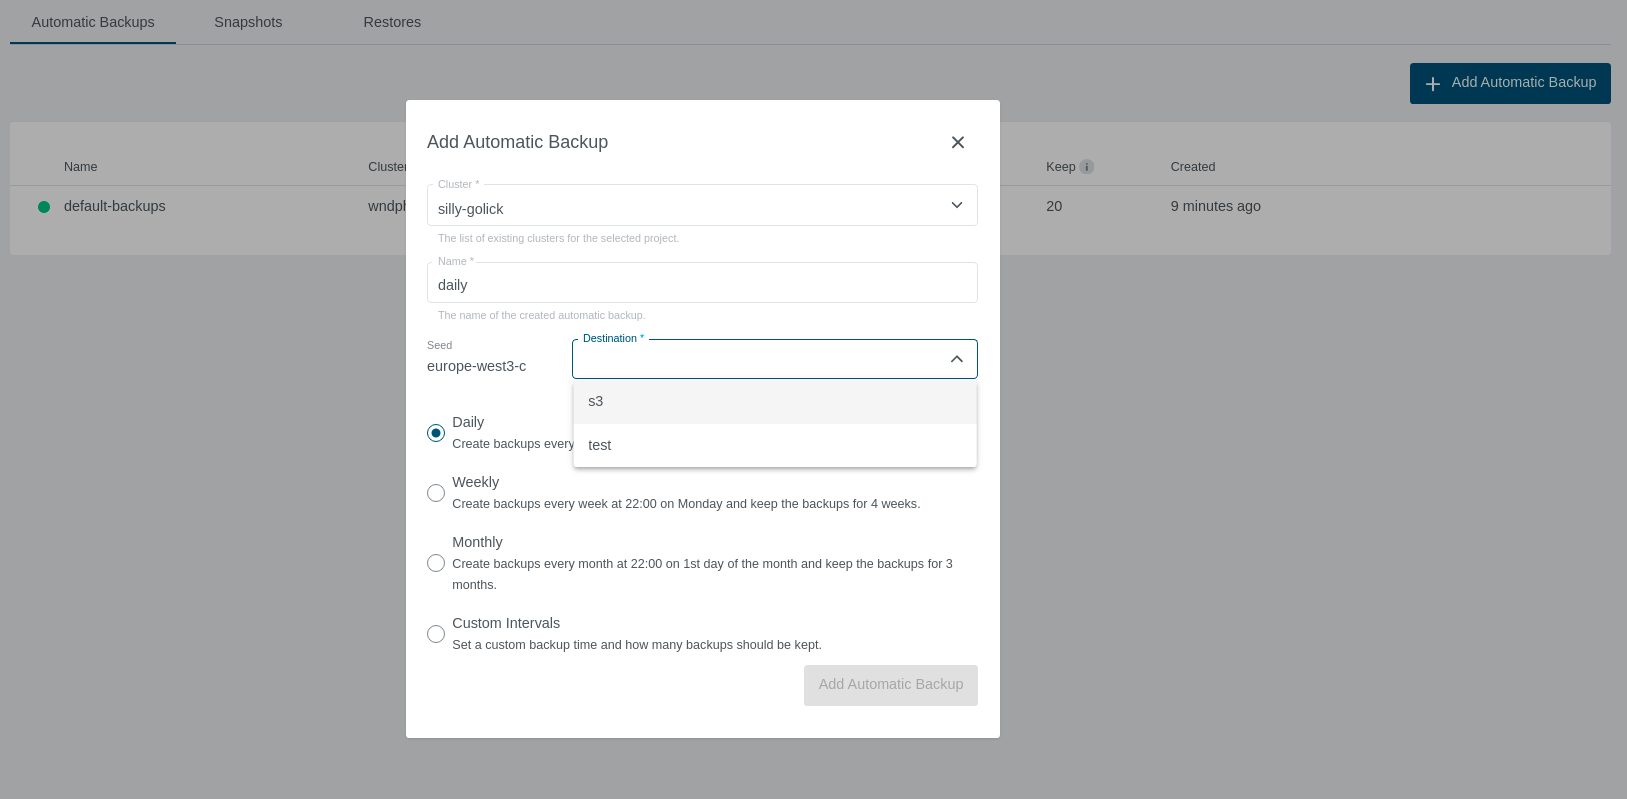 Automatic Backups
Snapshots
Restores
Add Automatic Backup
Name
Cluster
Keep
Created
default-backups
wndph
20
9 minutes ago
Add Automatic Backup
Cluster *
silly-golick
The list of existing clusters for the selected project.
Name *
daily
The name of the created automatic backup.
Seed
europe-west3-c
Destination *
s3
test
Daily
Create backups every
Weekly
Create backups every week at 22:00 on Monday and keep the backups for 4 weeks.
Monthly
Create backups every month at 22:00 on 1st day of the month and keep the backups for 3
months.
Custom Intervals
Set a custom backup time and how many backups should be kept.
Add Automatic Backup